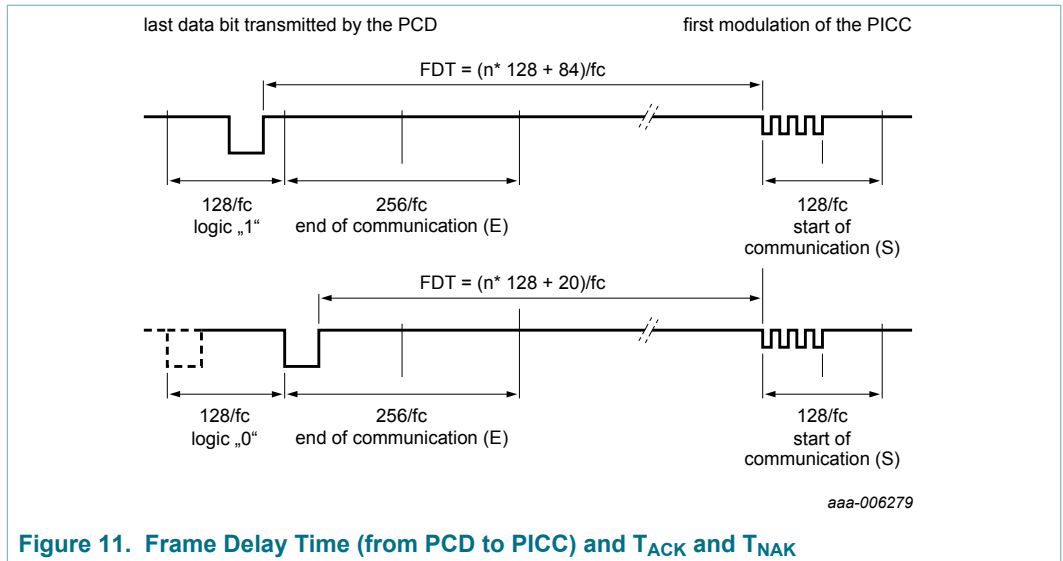 last data bit transmitted by the PCD
first modulation of the PICC
FDT = (n* 128 + 84)/fc
128/fc
logic „1“
256/fc
end of communication (E)
128/fc
start of
communication (S)
FDT = (n* 128 + 20)/fc
128/fc
logic „0“
256/fc
end of communication (E)
128/fc
start of
communication (S)
aaa-006279
Figure 11. Frame Delay Time (from PCD to PICC) and TACK and TNAK